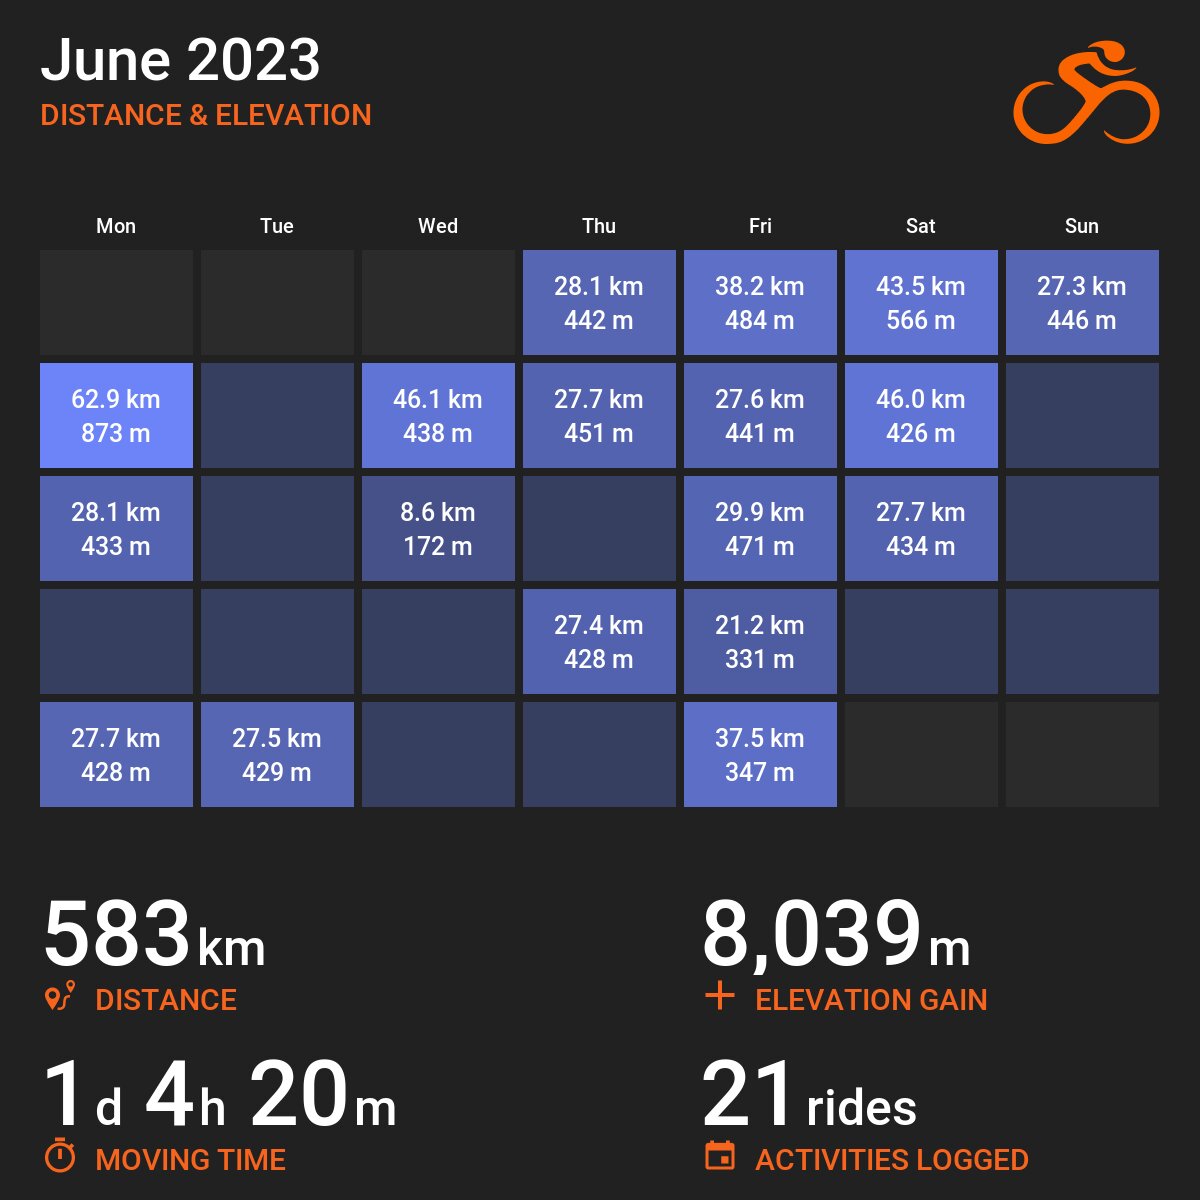 June 2023
DISTANCE & ELEVATION
Mon Tue Wed Thu Fri Sat Sun
28.1 km 38.2 km 43.5 km 27.3 km
442 m 484 m 566 m 446 m
62.9 km 46.1 km 27.7 km 27.6 km 46.0 km
873 m 438 m 451 m 441 m 426 m
28.1 km 8.6 km 29.9 km 27.7 km
433 m 172 m 471 m 434 m
27.4 km 21.2 km
428 m 331 m
27.7 km 27.5 km 37.5 km
428 m 429 m 347 m
583 km 8,039 m
DISTANCE ELEVATION GAIN
1 d 4 h 20 m 21 rides
MOVING TIME ACTIVITIES LOGGED